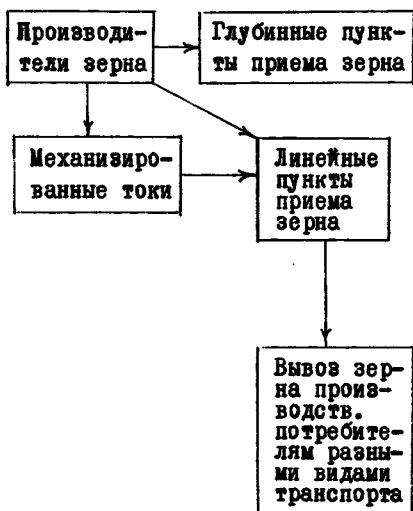 Производи-
тели зерна
Глубинные пунк-
ты приема зерна
Механизиро-
ванные токи
Линейные
пункты
приема
зерна
Вывоз зер-
на произ-
водств.
потребите-
лям разны-
ми видами
транспорта